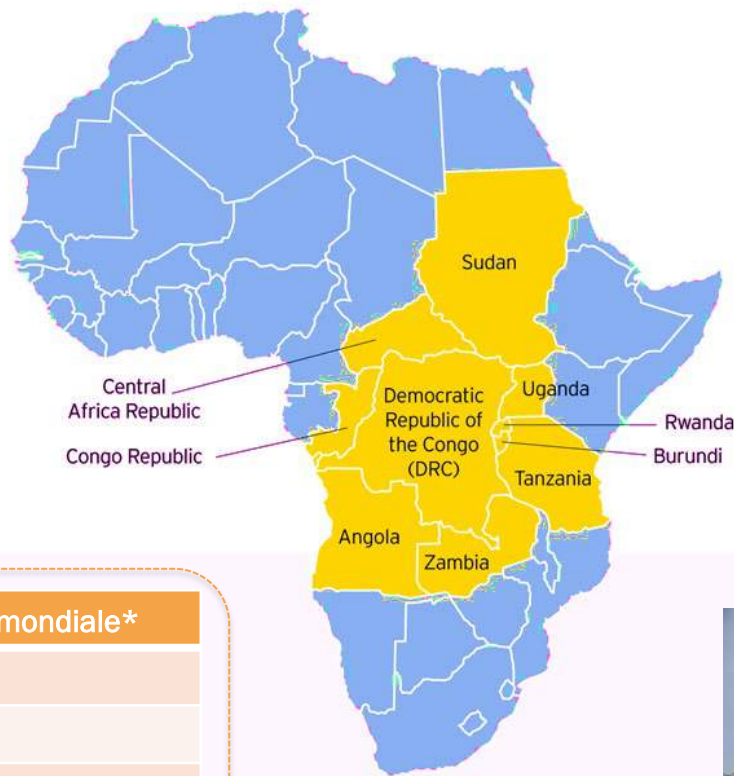 Sudan
Central
Africa Republic
Congo Republic
Democratic
Republic of
the Congo
(DRC)
Uganda
Rwanda
Burundi
Tanzania
Angola
Zambia
mondiale*